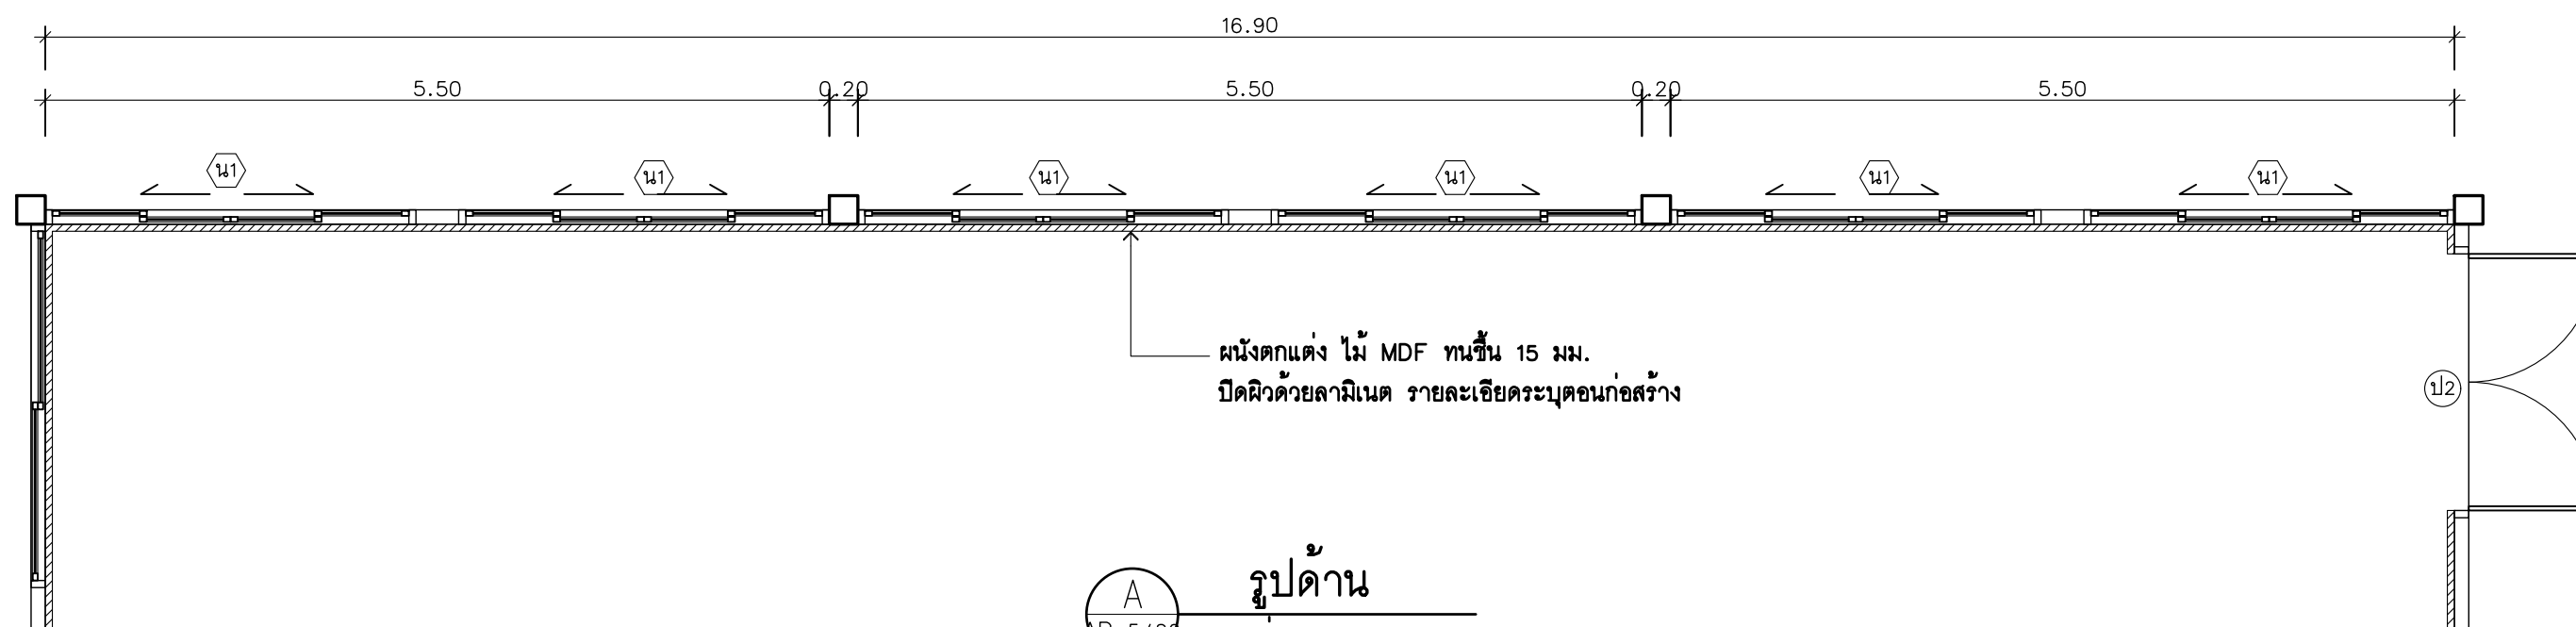 16.90
5.50 0.20 5.50 0.20 5.50
น1 น1 น1 น1 น1 น1
ผนังตกแต่ง ไม้ MDF ทนชื้น 15 มม.
ปิดผิวด้วยลามิเนต รายละเอียดระบุตอนก่อสร้าง
ป2
รูปด้าน
A